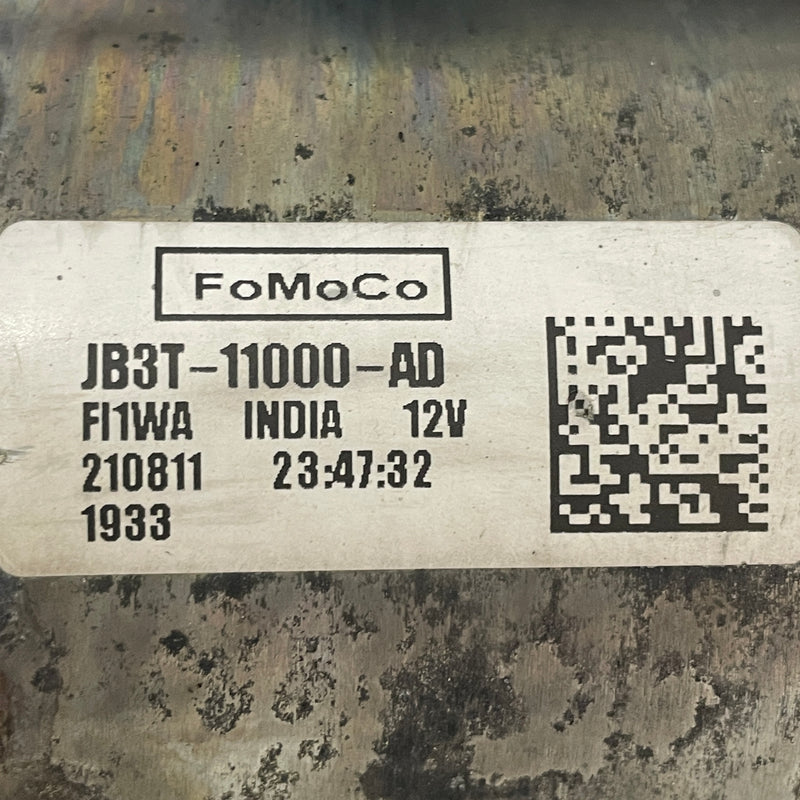 FoMoCo
JB3T-11000-AD
FI1WA INDIA 12V
210811 23:47:32
1933